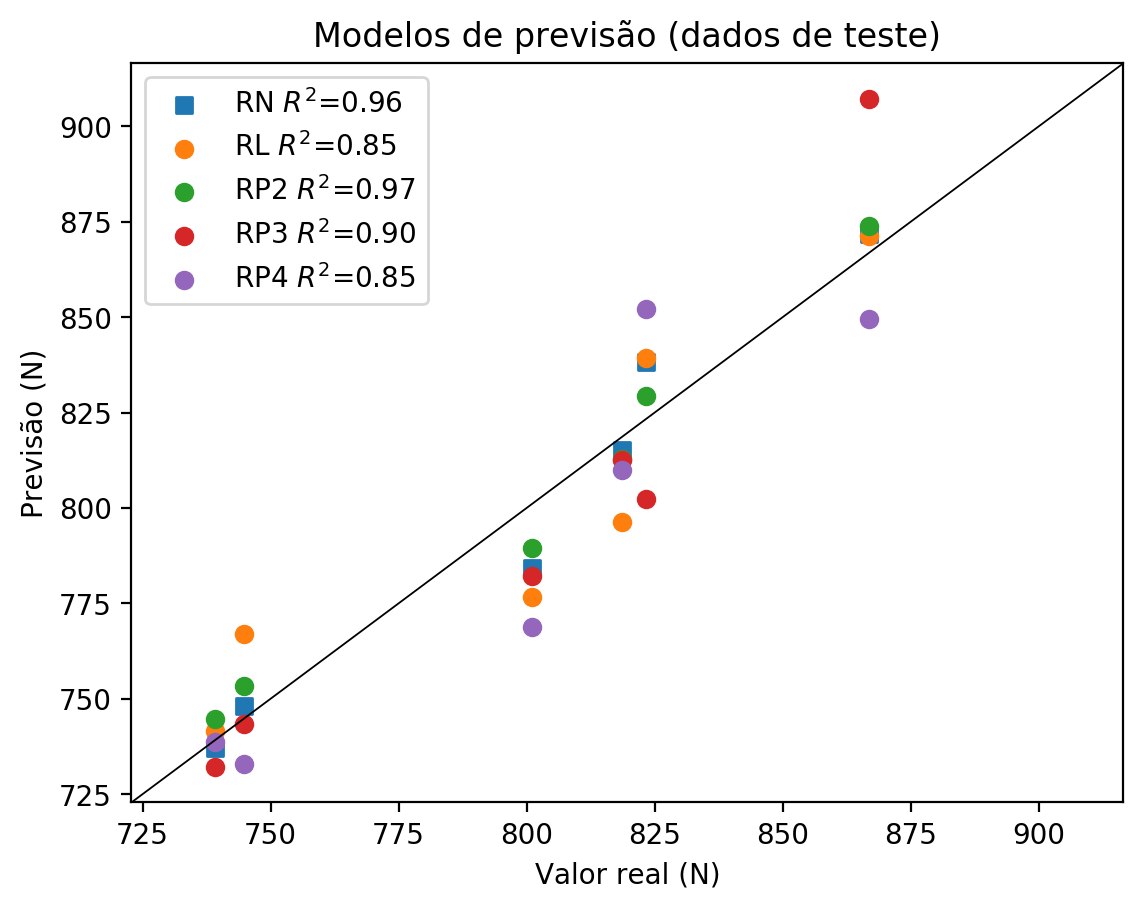 Modelos de previsão (dados de teste)
RN R²=0.96
RL R²=0.85
RP2 R²=0.97
RP3 R²=0.90
RP4 R²=0.85
Previsão (N)
900
875
850
825
800
775
750
725
725 750 775 800 825 850 875 900
Valor real (N)